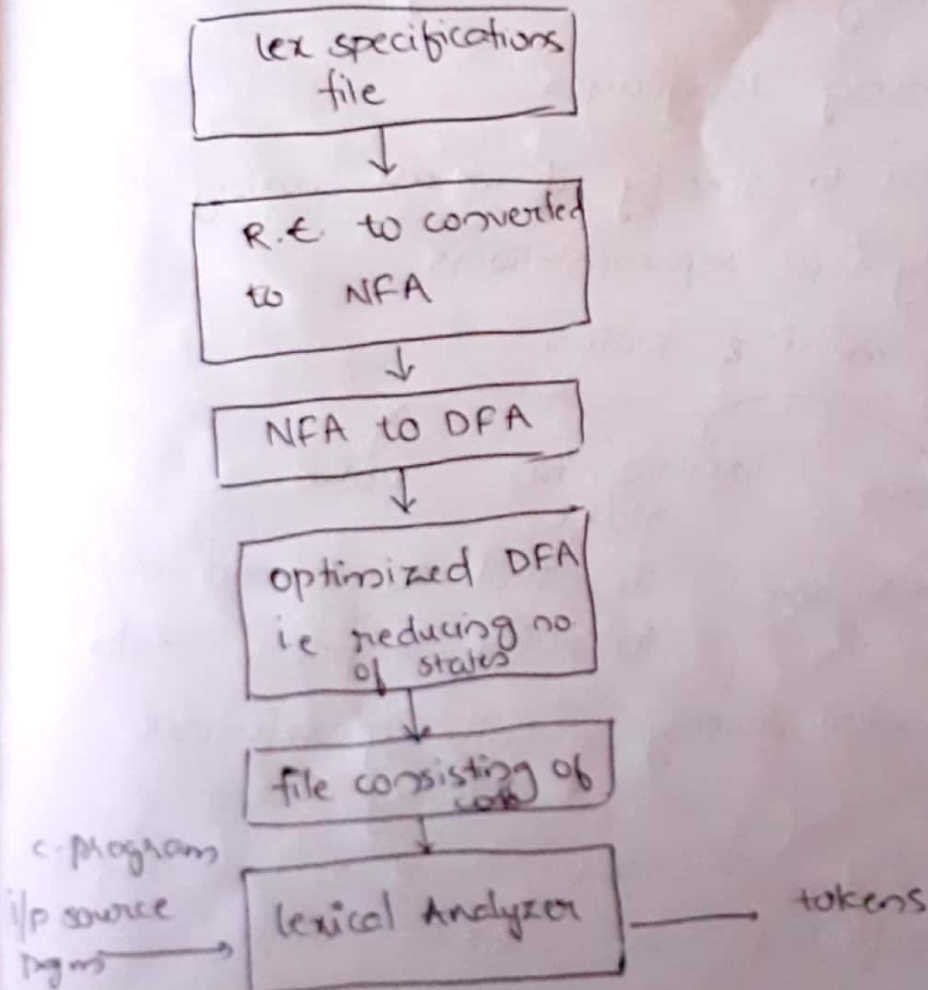 lex specifications
file
R.E. to converted
to NFA
NFA to DFA
optimized DFA
i.e reducing no
of states
file consisting of
c-program
i/p source
pgm
lexical Analyzer
tokens